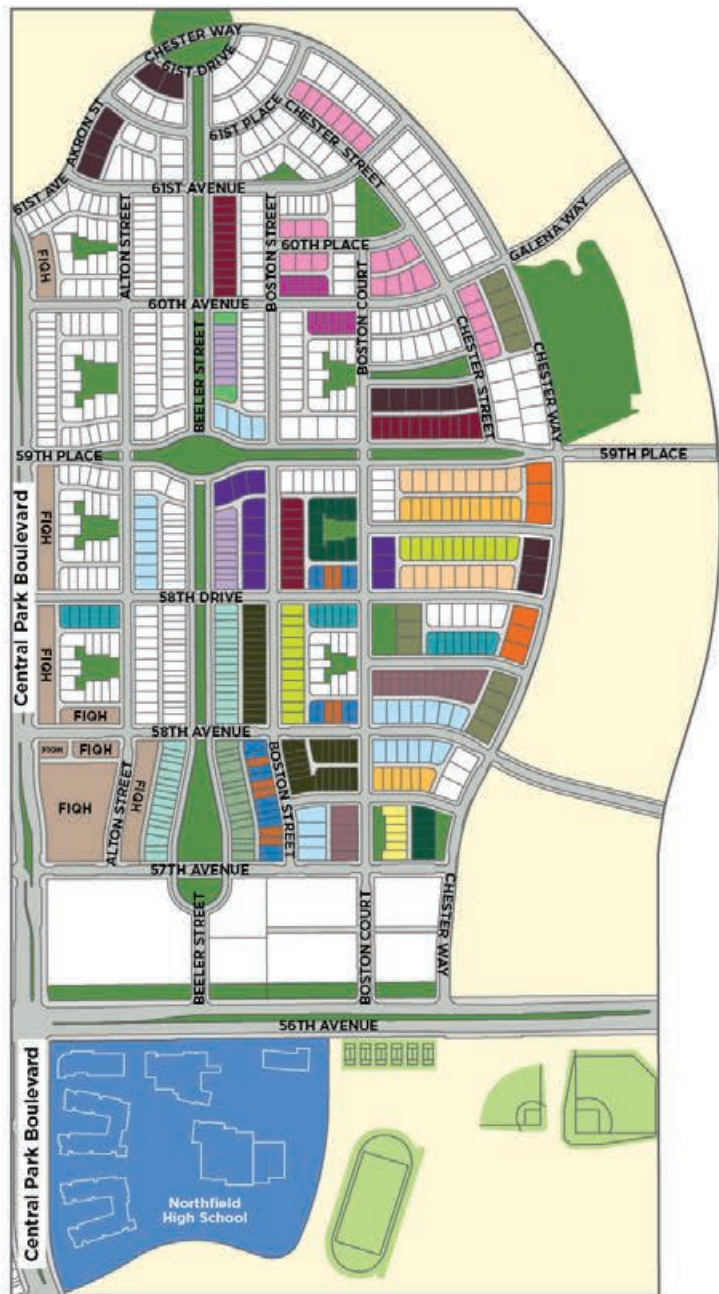 CHESTER WAY
61ST DRIVE
61ST PLACE
CHESTER STREET
AKRON ST
61ST AVE
61ST AVENUE
ALTON STREET
BOSTON STREET
60TH PLACE
GALENA WAY
FIQH
60TH AVENUE
BEELER STREET
BOSTON COURT
CHESTER STREET
CHESTER WAY
59TH PLACE
59TH PLACE
Central Park Boulevard
FIQH
58TH DRIVE
FIQH
FIQH
58TH AVENUE
FIQH
FIQH
FIQH
ALTON STREET
FIQH
BOSTON STREET
57TH AVENUE
BEELER STREET
BOSTON COURT
CHESTER WAY
56TH AVENUE
Central Park Boulevard
Northfield
High School